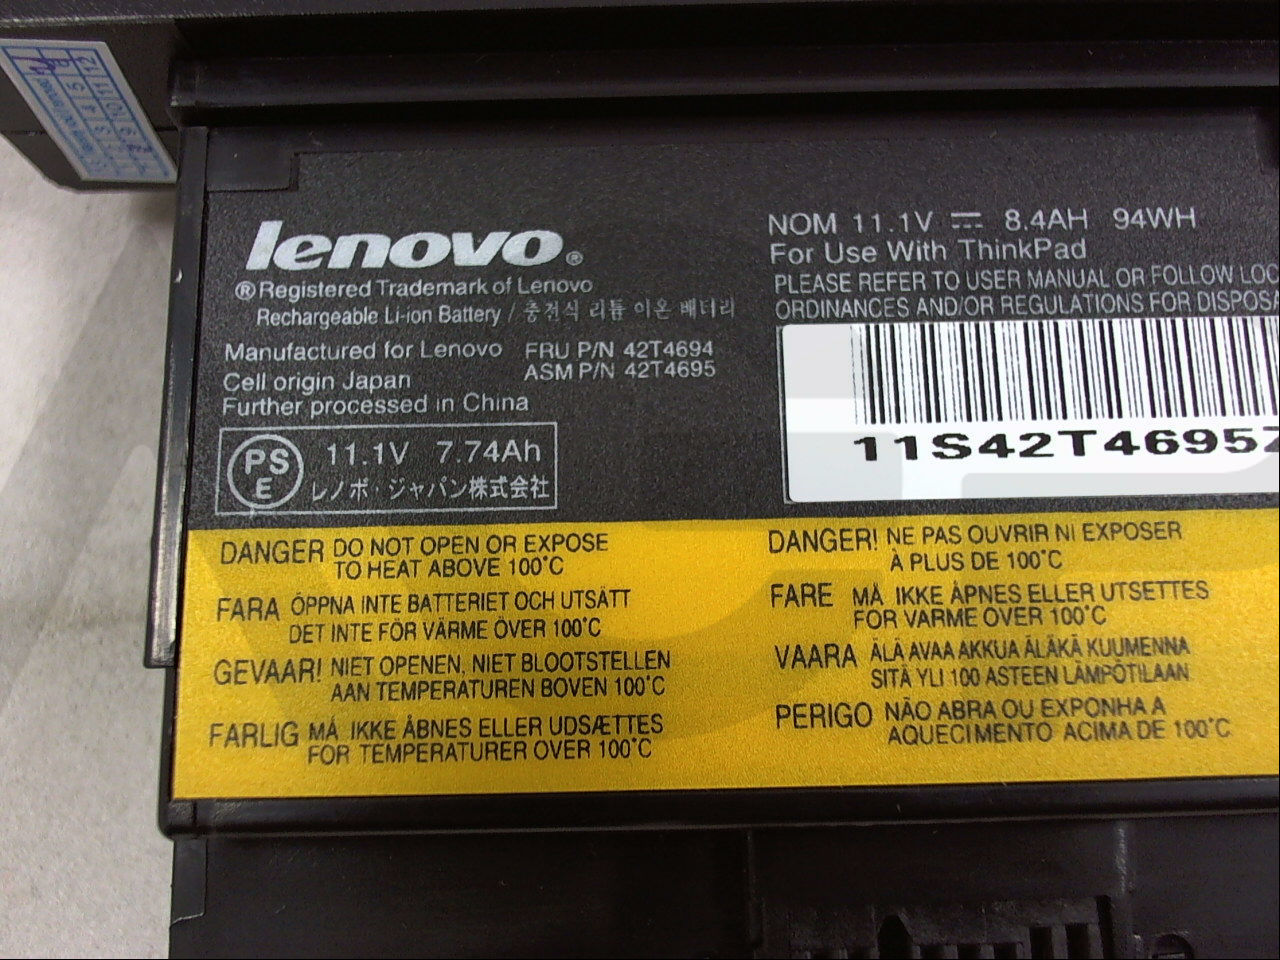 lenovo®
® Registered Trademark of Lenovo
Rechargeable Li-ion Battery / 충전식 리튬 이온 배터리
Manufactured for Lenovo
Cell origin Japan
Further processed in China
FRU P/N 42T4694
ASM P/N 42T4695
PS
E
11.1V 7.74Ah
レノボ・ジャパン株式会社
NOM 11.1V 8.4AH 94WH
For Use With ThinkPad
PLEASE REFER TO USER MANUAL OR FOLLOW LOC
ORDINANCES AND/OR REGULATIONS FOR DISPOSA
11S42T4695Z
DANGER DO NOT OPEN OR EXPOSE
TO HEAT ABOVE 100°C
FARA ÖPPNA INTE BATTERIET OCH UTSÄTT
DET INTE FÖR VÄRME ÖVER 100°C
GEVAAR! NIET OPENEN, NIET BLOOTSTELLEN
AAN TEMPERATUREN BOVEN 100°C
FARLIG MÅ IKKE ÅBNES ELLER UDSÆTTES
FOR TEMPERATURER OVER 100°C
DANGER! NE PAS OUVRIR NI EXPOSER
À PLUS DE 100°C
FARE MÅ IKKE ÅPNES ELLER UTSETTES
FOR VARME OVER 100°C
VAARA ÄLÄ AVAA AKKUA ÄLÄKÄ KUUMENNA
SITÄ YLI 100 ASTEEN LÄMPÖTILAAN
PERIGO NÃO ABRA OU EXPONHA A
AQUECIMENTO ACIMA DE 100°C